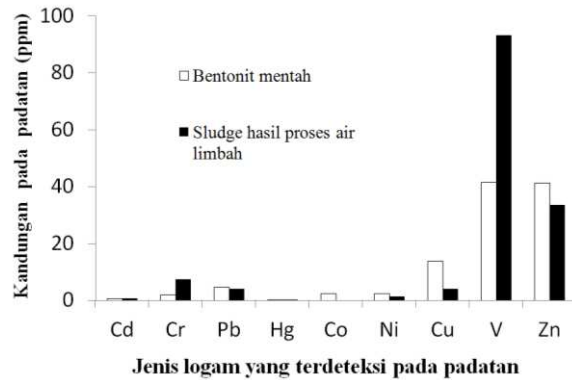 Kandungan pada padatan (ppm)
100
80
60
40
20
0
Bentonit mentah
Sludge hasil proses air
limbah
Cd Cr Pb Hg Co Ni Cu V Zn
Jenis logam yang terdeteksi pada padatan